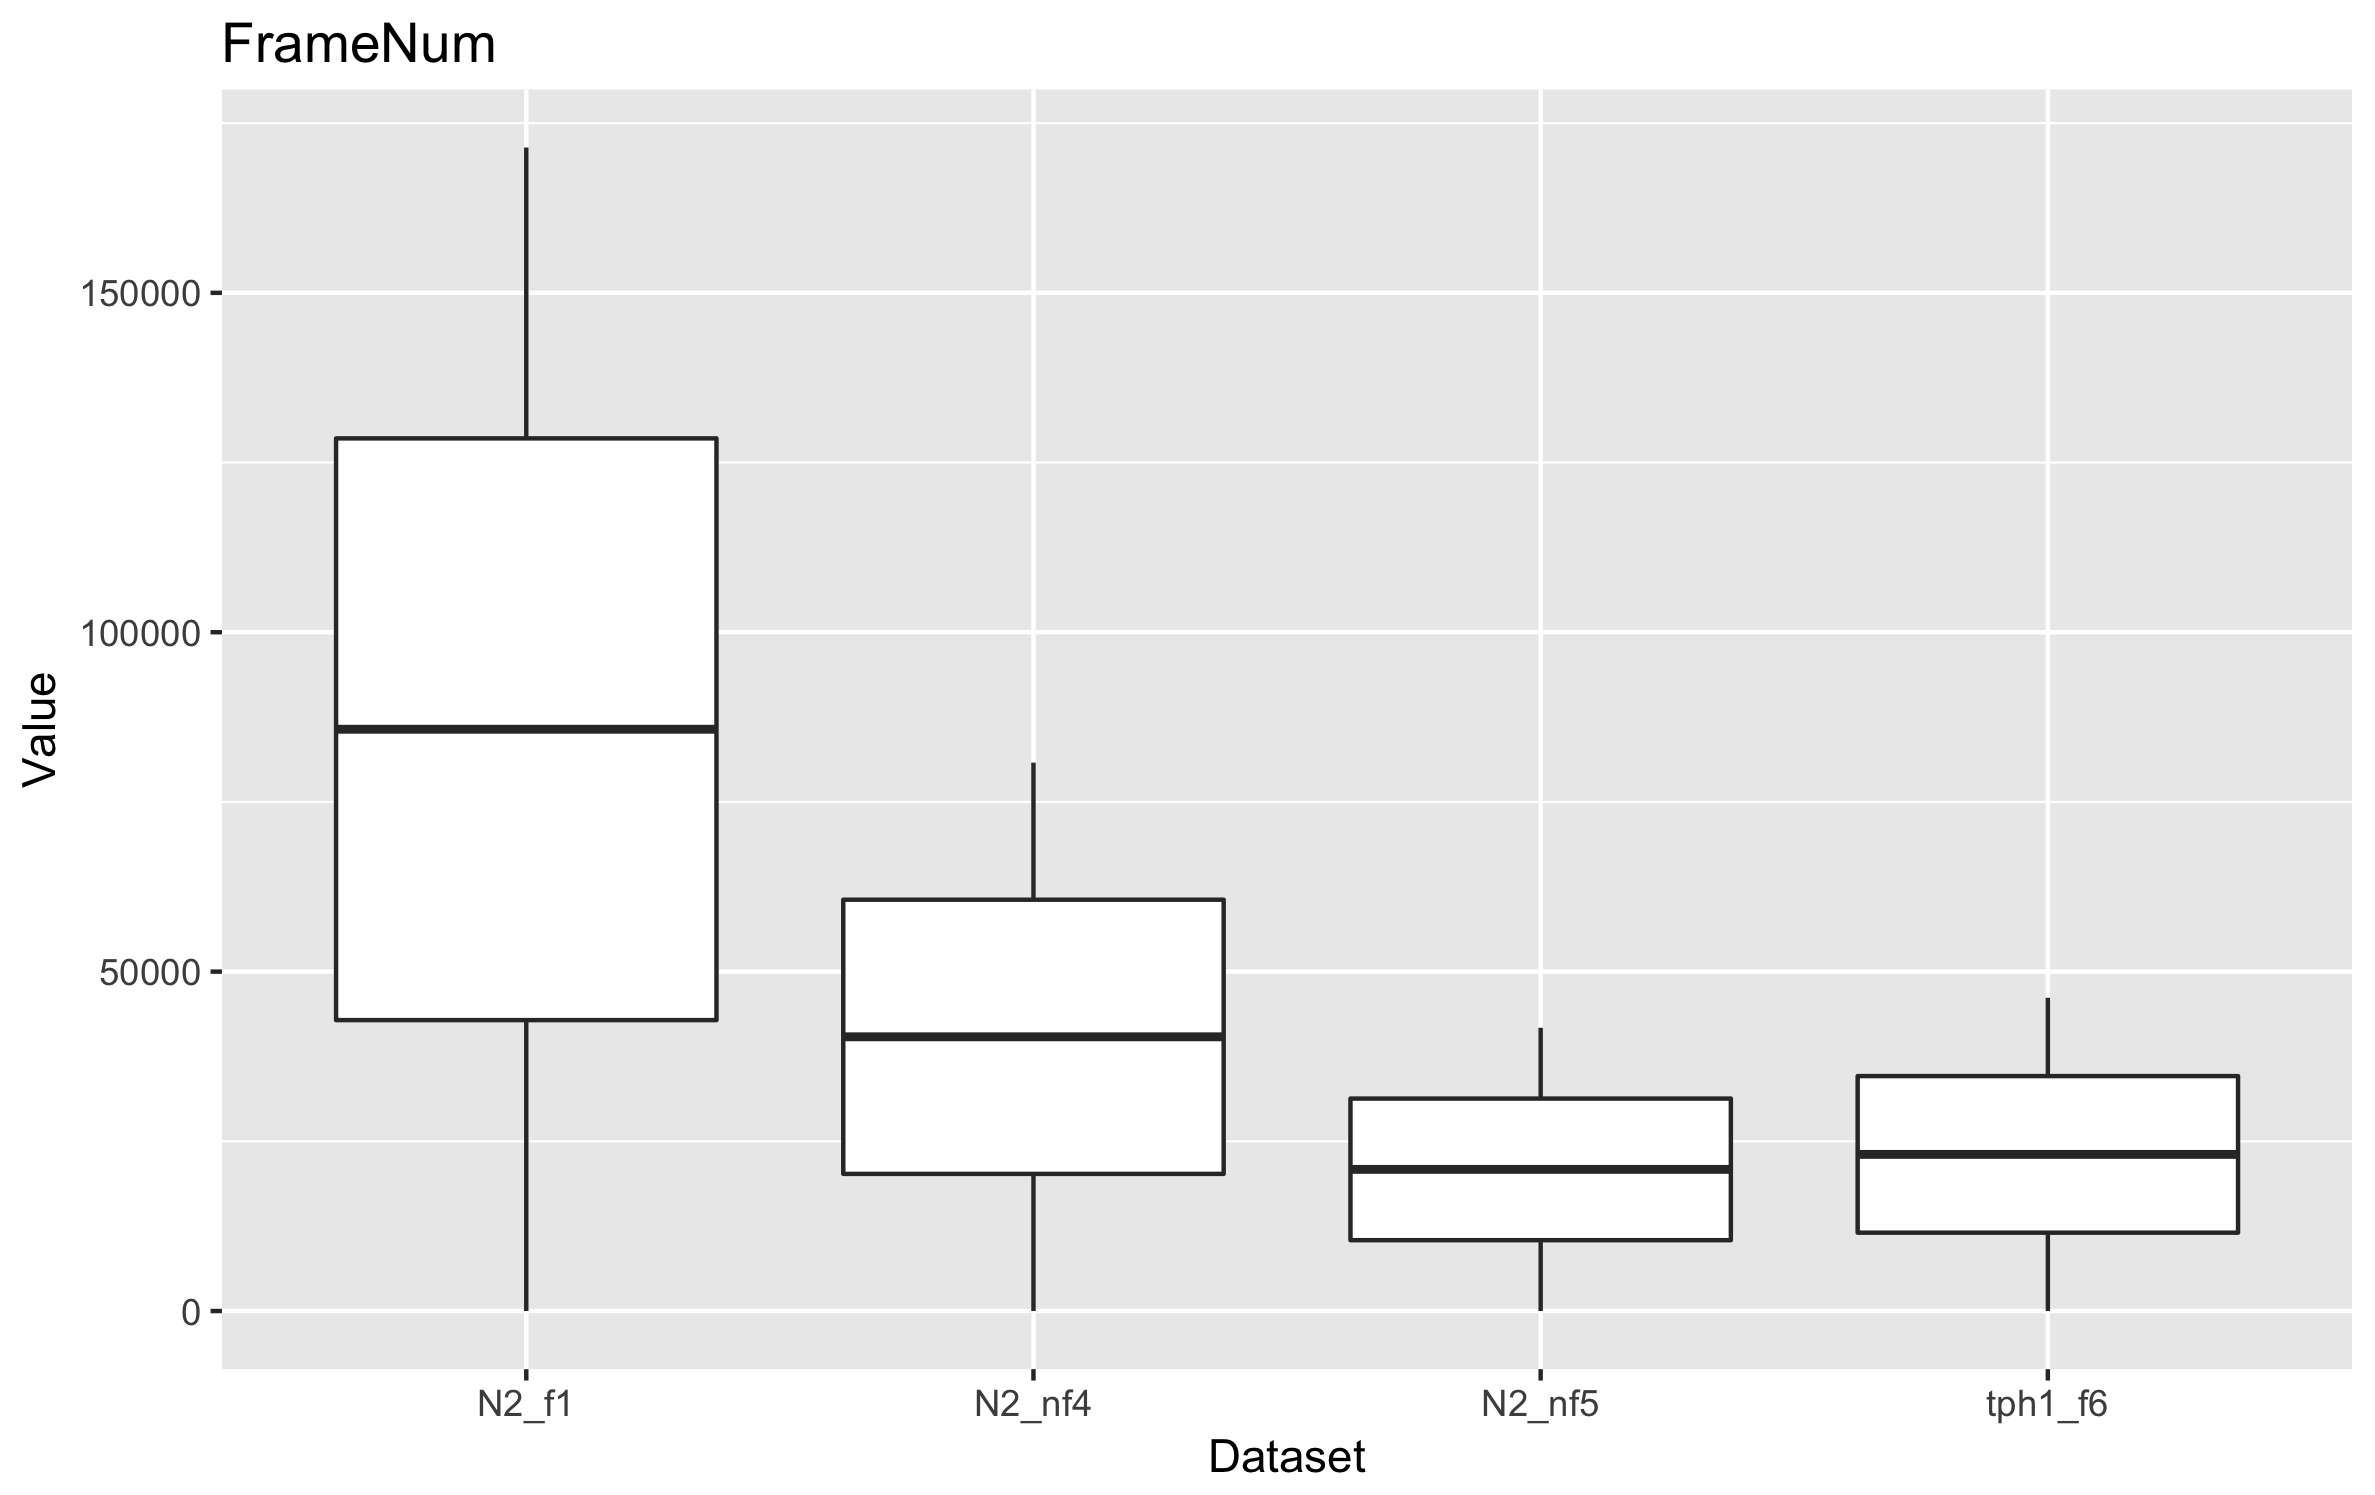 FrameNum
Value
150000
100000
50000
0
N2_f1
N2_nf4
N2_nf5
tph1_f6
Dataset